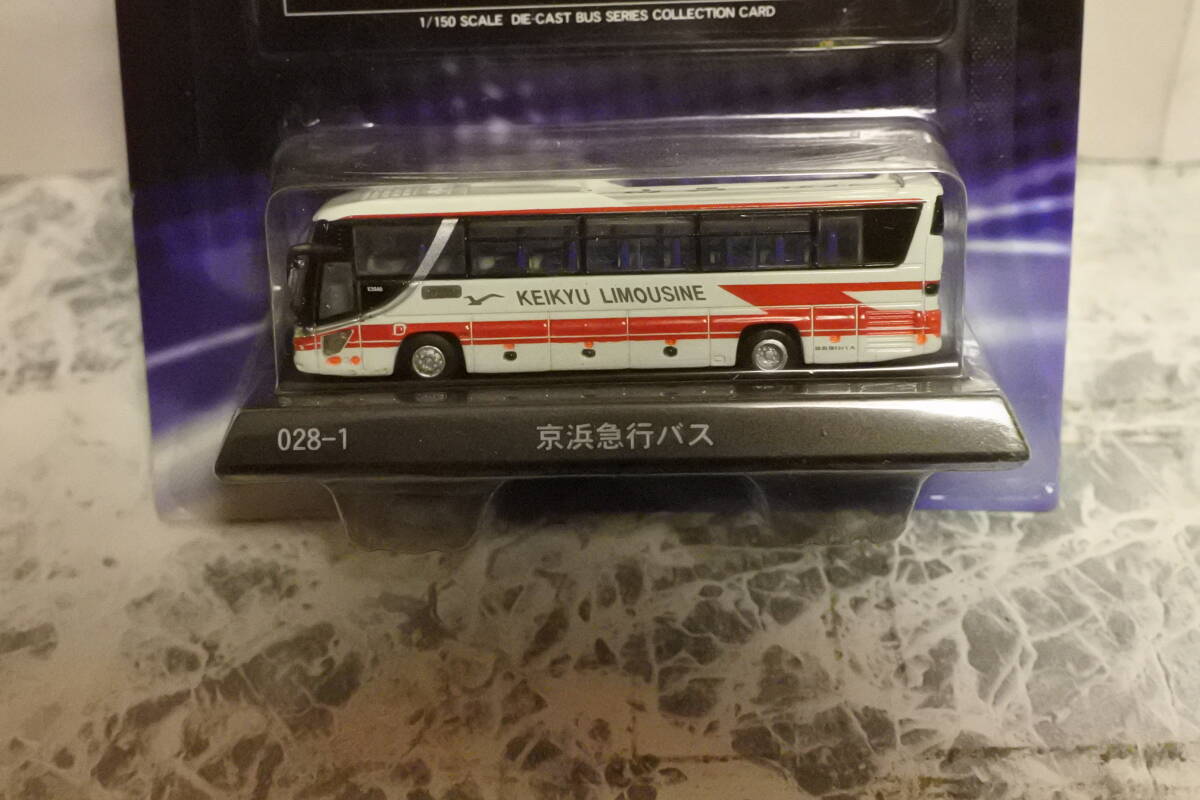 1/150 SCALE DIE-CAST BUS SERIES COLLECTION CARD
KEIKYU LIMOUSINE
D
028-1 京浜急行バス